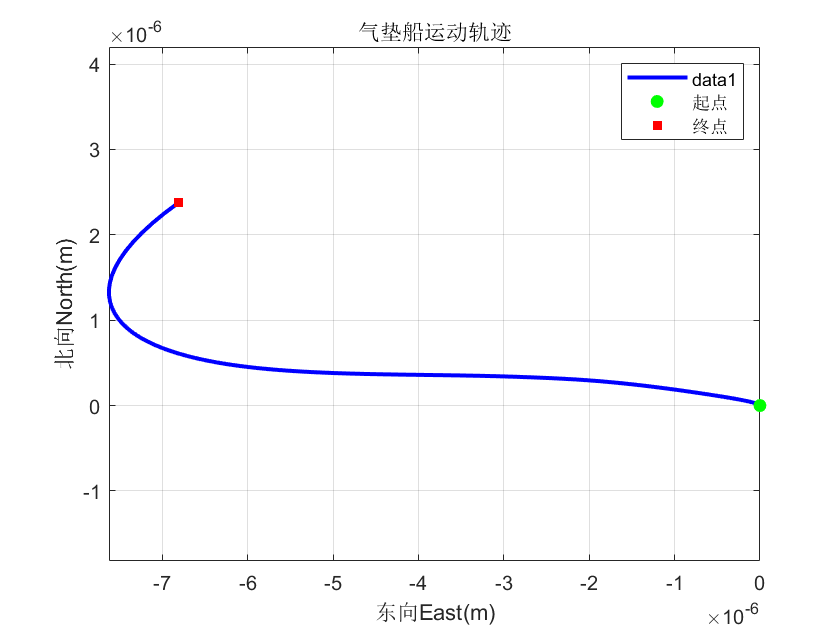 气垫船运动轨迹
×10⁻⁶
4
3
2
1
0
-1
北向North(m)
data1
起点
终点
-7
-6
-5
-4
-3
-2
-1
0
东向East(m)
×10⁻⁶